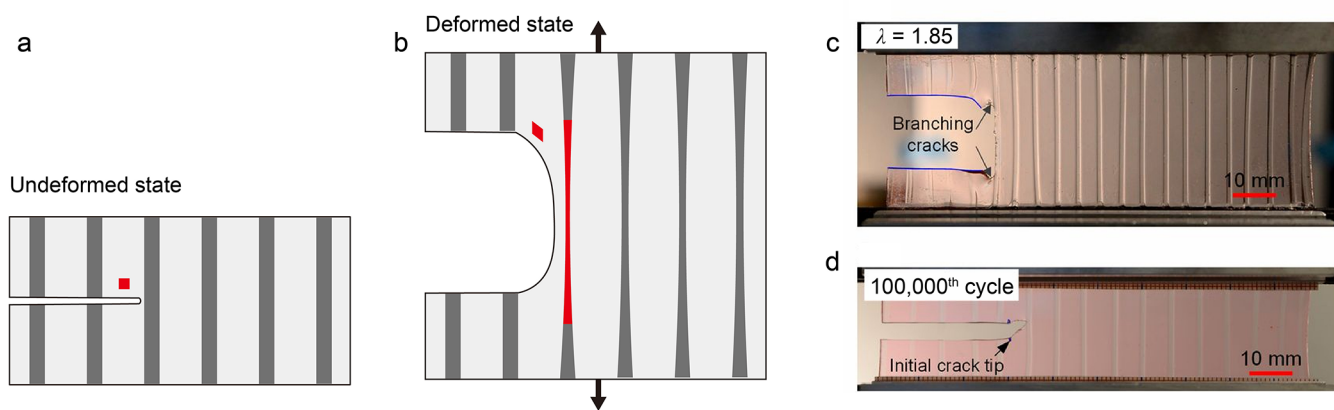 a
Undeformed state
b
Deformed state
c
λ = 1.85
Branching
cracks
10 mm
d
100,000th cycle
Initial crack tip
10 mm